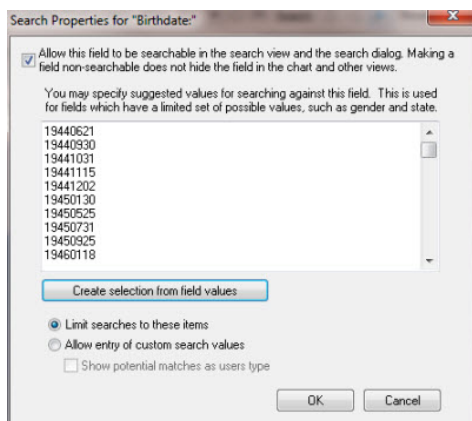 Search Properties for "Birthdate:"
Allow this field to be searchable in the search view and the search dialog. Making a
field non-searchable does not hide the field in the chart and other views.
You may specify suggested values for searching against this field. This is used
for fields which have a limited set of possible values, such as gender and state.
19440621
19440930
19441031
19441115
19441202
19450130
19450525
19450731
19450925
19460118
Create selection from field values
Limit searches to these items
Allow entry of custom search values
Show potential matches as users type
OK
Cancel